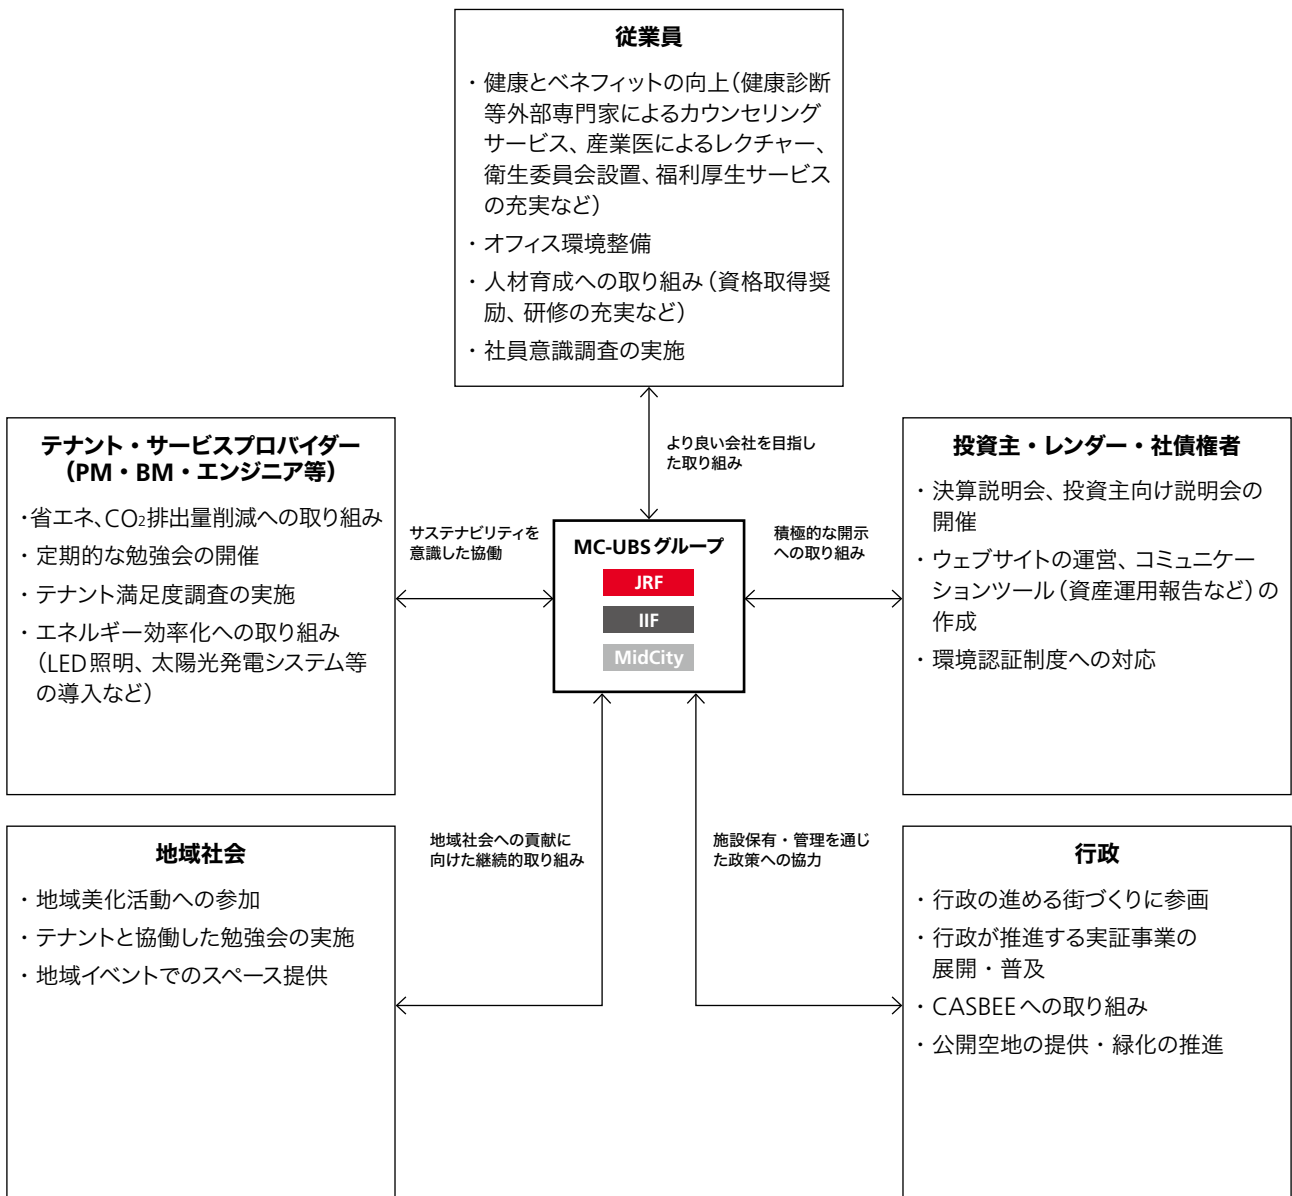 従業員
・健康とベネフィットの向上（健康診断
等外部専門家によるカウンセリング
サービス、産業医によるレクチャー、
衛生委員会設置、福利厚生サービス
の充実など）
・オフィス環境整備
・人材育成への取り組み（資格取得奨
励、研修の充実など）
・社員意識調査の実施
より良い会社を目指し
た取り組み
テナント・サービスプロバイダー
（PM・BM・エンジニア等）
・省エネ、CO₂排出量削減への取り組み
・定期的な勉強会の開催
・テナント満足度調査の実施
・エネルギー効率化への取り組み
（LED照明、太陽光発電システム等
の導入など）
サステナビリティを
意識した協働
MC-UBSグループ
JRF
IIF
MidCity
積極的な開示
への取り組み
投資主・レンダー・社債権者
・決算説明会、投資主向け説明会の
開催
・ウェブサイトの運営、コミュニケー
ションツール（資産運用報告など）の
作成
・環境認証制度への対応
地域社会
・地域美化活動への参加
・テナントと協働した勉強会の実施
・地域イベントでのスペース提供
地域社会への貢献に
向けた継続的取り組み
施設保有・管理を通じ
た政策への協力
行政
・行政の進める街づくりに参画
・行政が推進する実証事業の
展開・普及
・CASBEEへの取り組み
・公開空地の提供・緑化の推進